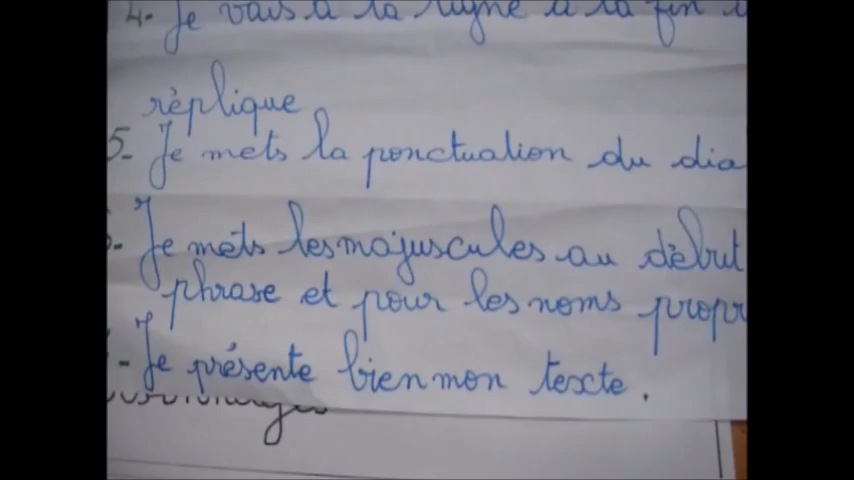 4. Je vais à la ligne à la fin
réplique
5. Je mets la ponctuation du dia
- Je mets les majuscules au début
phrase et pour les noms propr
- Je présente bien mon texte.